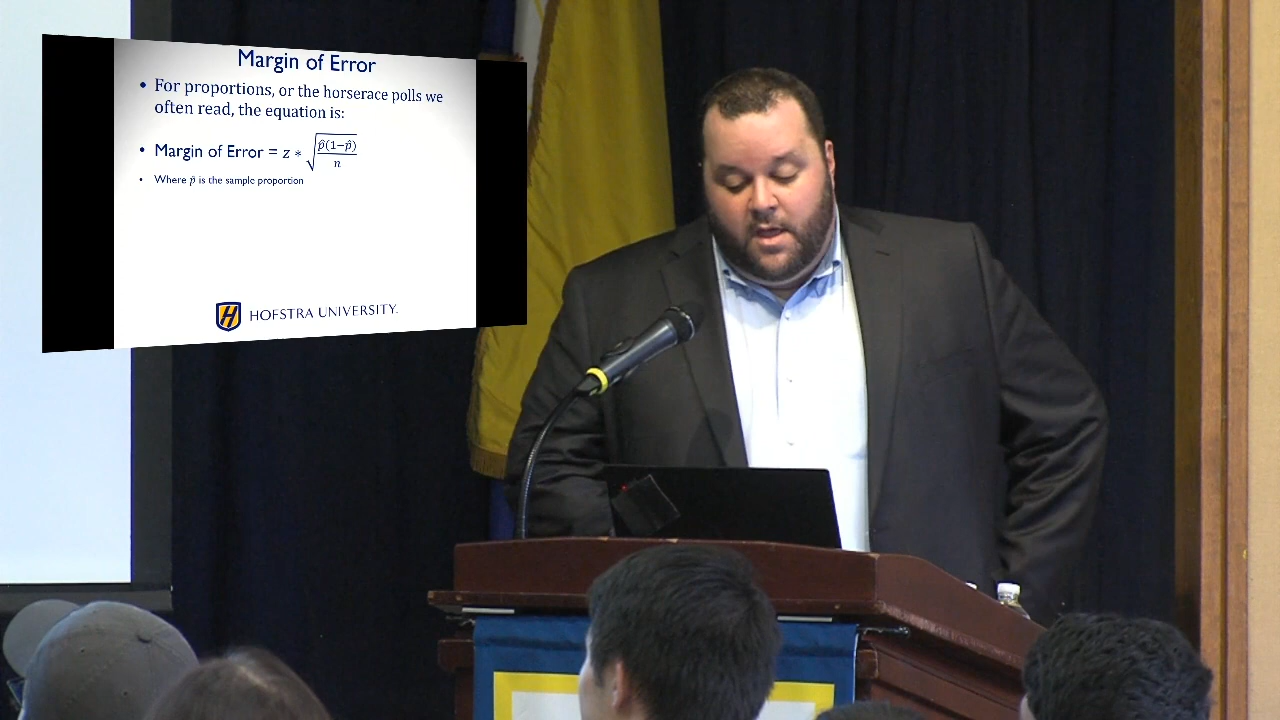 Margin of Error
• For proportions, or the horserace polls we
often read, the equation is:
• Margin of Error = z * √(p̂(1−p̂)/n)
• Where p̂ is the sample proportion
H HOFSTRA UNIVERSITY.